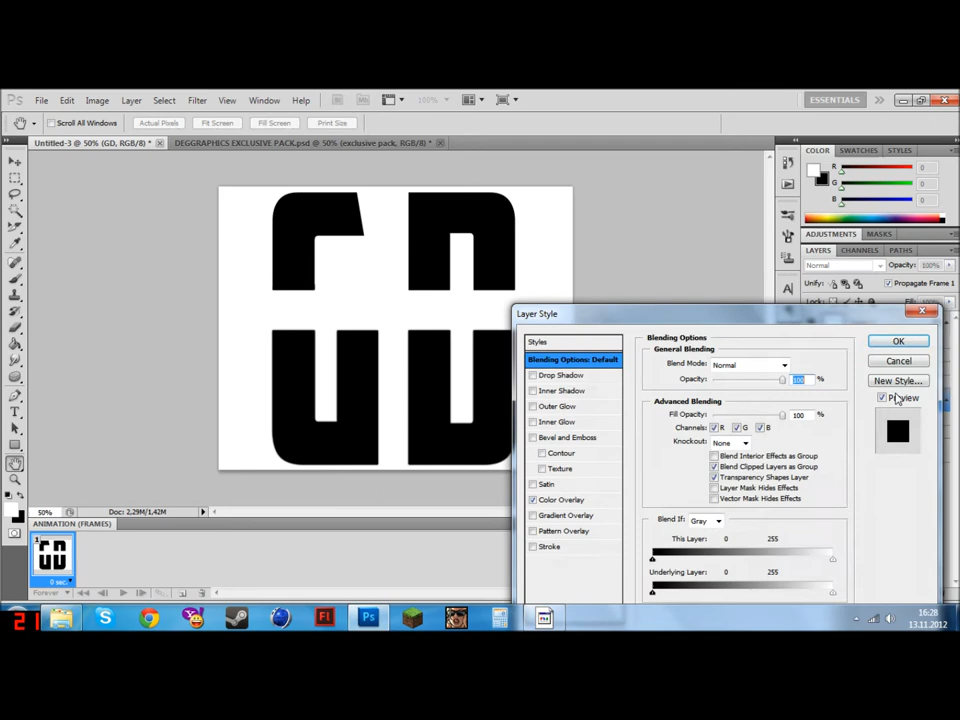 Ps File Edit Image Layer Select Filter View Window Help 100% ESSENTIALS
Scroll All Windows Actual Pixels Fit Screen Fill Screen Print Size
Untitled-3 @ 50% (GD, RGB/8) * DEGGRAPHICS EXCLUSIVE PACK.psd @ 50% (exclusive pack, RGB/8) *
COLOR SWATCHES STYLES
R 0
G 0
B 0
ADJUSTMENTS MASKS
LAYERS CHANNELS PATHS
Normal Opacity: 100%
Unify: Propagate Frame 1
GD
Layer Style
Styles
Blending Options: Default
Drop Shadow
Inner Shadow
Outer Glow
Inner Glow
Bevel and Emboss
Contour
Texture
Satin
Color Overlay
Gradient Overlay
Pattern Overlay
Stroke
Blending Options
General Blending
Blend Mode: Normal
Opacity: 100 %
Advanced Blending
Fill Opacity: 100 %
Channels: R G B
Knockout: None
Blend Interior Effects as Group
Blend Clipped Layers as Group
Transparency Shapes Layer
Layer Mask Hides Effects
Vector Mask Hides Effects
Blend If: Gray
This Layer: 0 255
Underlying Layer: 0 255
OK
Cancel
New Style...
Preview
50% Doc: 2,29M/1,42M
ANIMATION (FRAMES)
1
0 sec.
Forever
21
16:28
13.11.2012